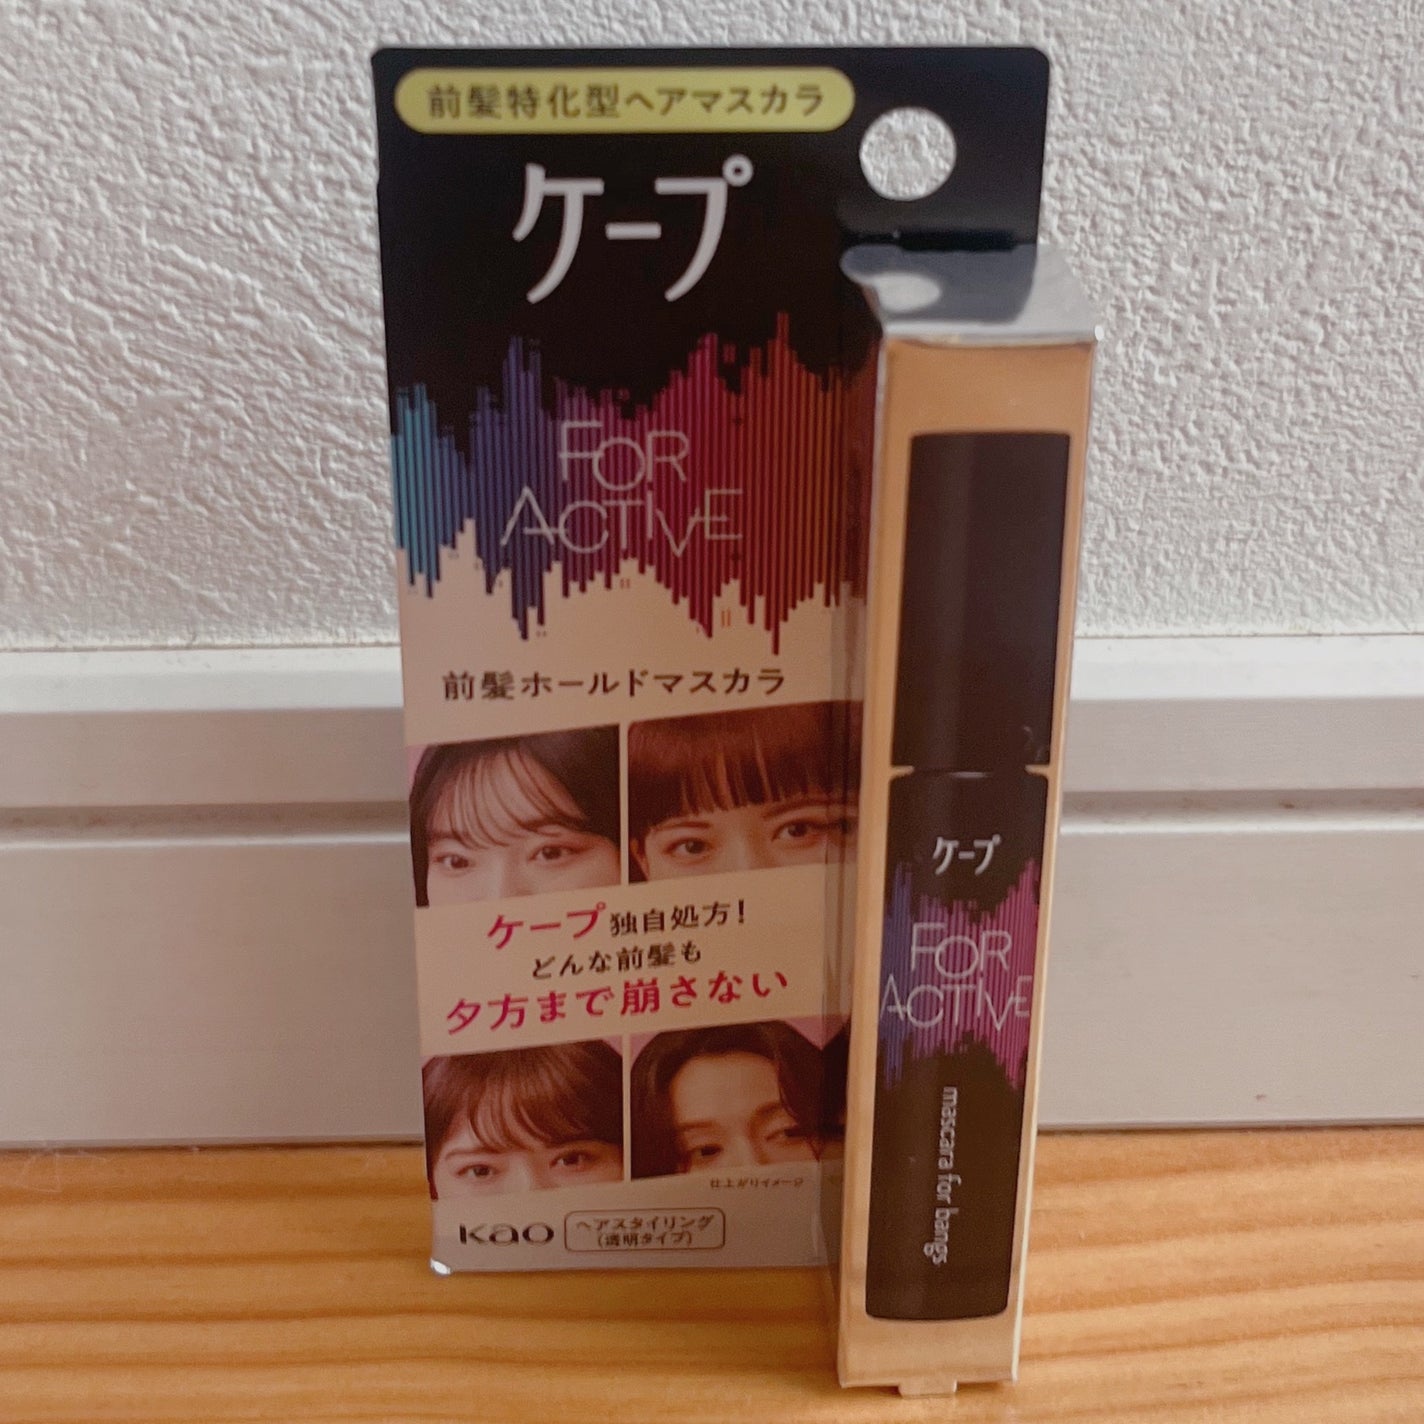 前髪特化型ヘアマスカラ
ケープ
FOR
ACTIVE
前髪ホールドマスカラ
ケープ独自処方!
どんな前髪も
夕方まで崩さない
仕上がりイメージ
Kao
ヘアスタイリング
(透明タイプ)
ケープ
FOR
ACTIVE
mascara for bangs